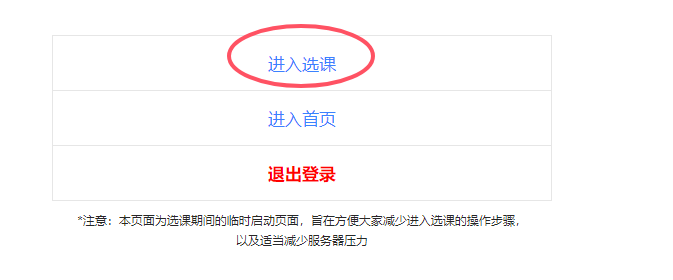 进入选课
进入首页
退出登录
*注意：本页面为选课期间的临时启动页面，旨在方便大家减少进入选课的操作步骤，
以及适当减少服务器压力